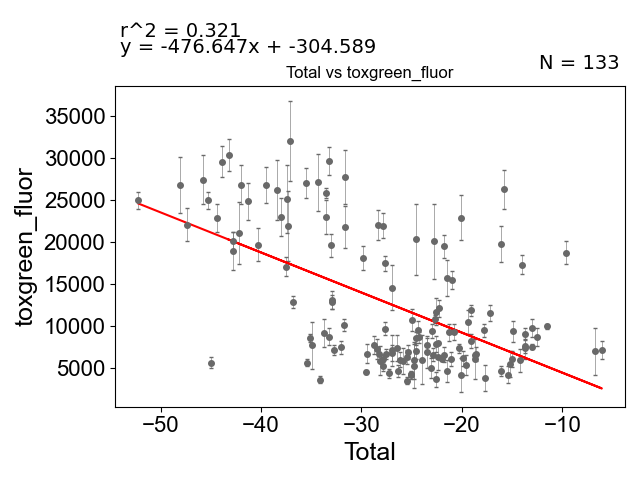 r^2 = 0.321
y = -476.647x + -304.589
N = 133
Total vs toxgreen_fluor
35000
30000
25000
20000
15000
10000
5000
toxgreen_fluor
−50
−40
−30
−20
−10
Total